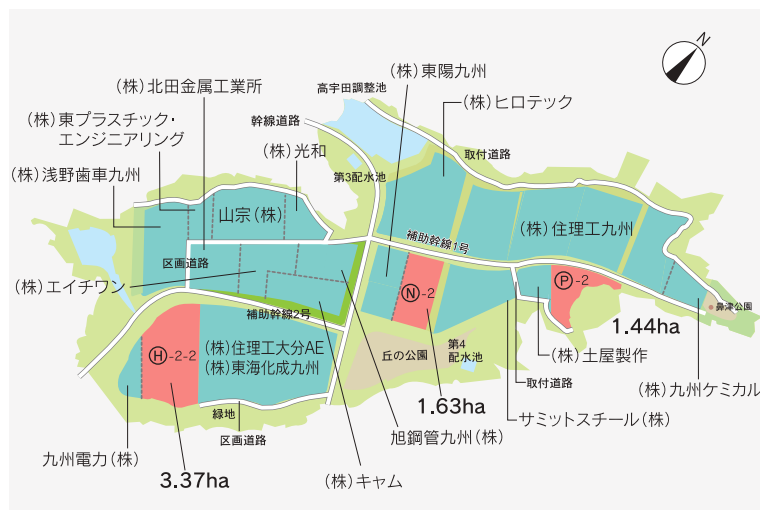 N
(株)東陽九州
(株)北田金属工業所
高宇田調整池
(株)ヒロテック
(株)東プラスチック・
エンジニアリング
幹線道路
(株)光和
取付道路
(株)浅野歯車九州
第3配水池
山宗(株)
(株)住理工九州
補助幹線1号
区画道路
(株)エイチワン
Ⓝ-2
Ⓟ-2
鼻津公園
補助幹線2号
1.44ha
Ⓗ-2-2
(株)住理工大分AE
(株)東海化成九州
丘の公園
第4
配水池
(株)土屋製作
取付道路
(株)九州ケミカル
1.63ha
サミットスチール(株)
緑地
区画道路
旭鋼管九州(株)
九州電力(株)
3.37ha
(株)キャム